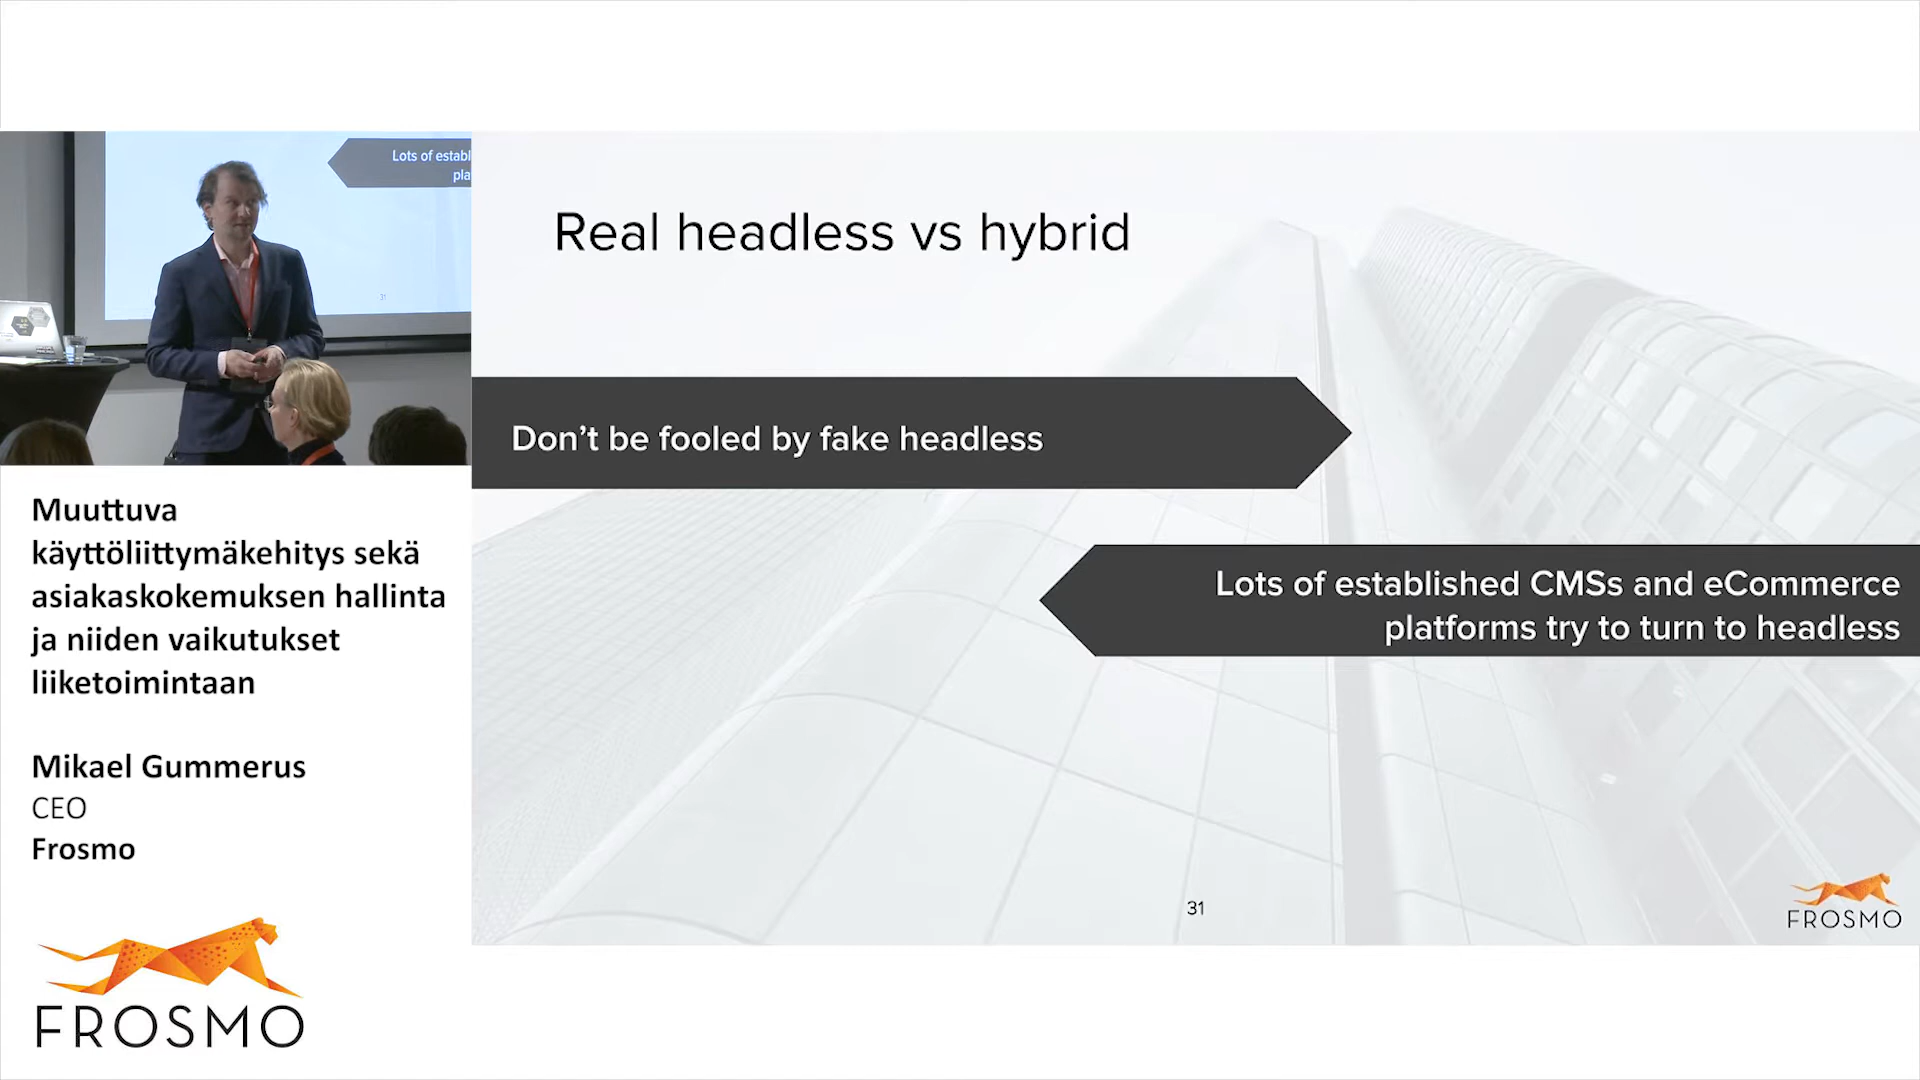 Lots of establ
pla
31
Muuttuva
käyttöliittymäkehitys sekä
asiakaskokemuksen hallinta
ja niiden vaikutukset
liiketoimintaan
Mikael Gummerus
CEO
Frosmo
FROSMO
Real headless vs hybrid
Don't be fooled by fake headless
Lots of established CMSs and eCommerce
platforms try to turn to headless
31
FROSMO